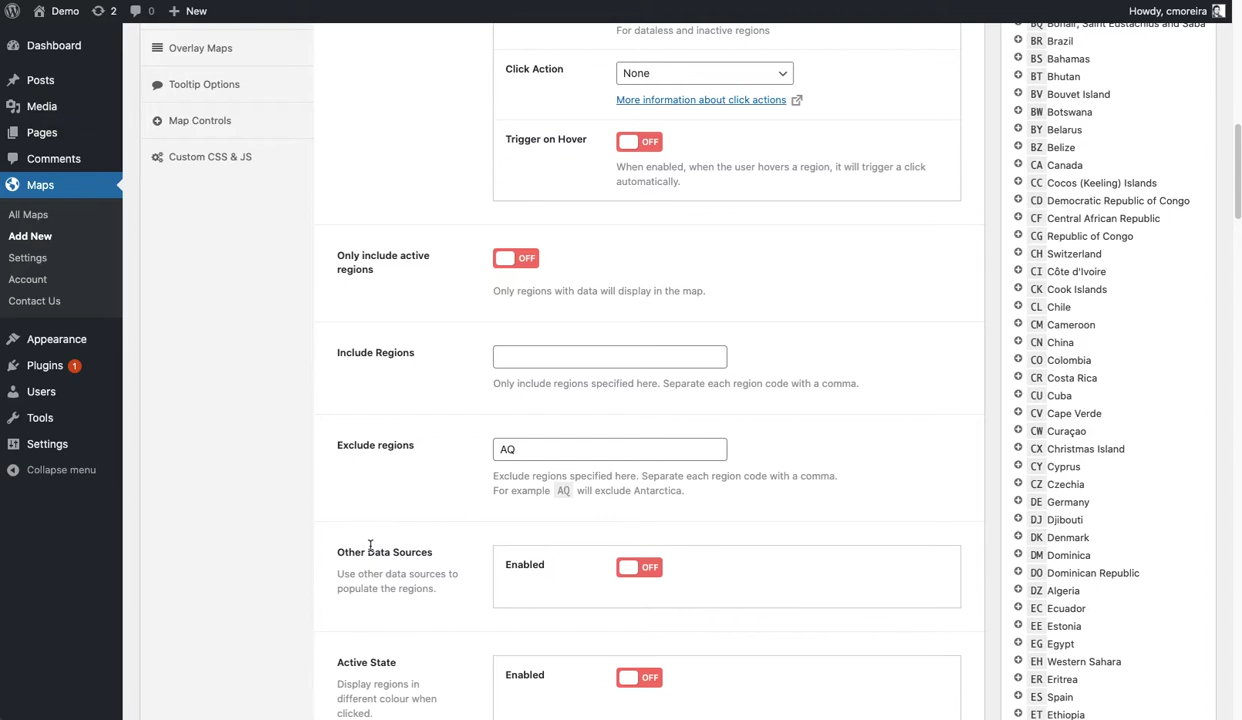 Demo
2
0
New
Howdy, cmoreira
Dashboard
Posts
Media
Pages
Comments
Maps
All Maps
Add New
Settings
Account
Contact Us
Appearance
Plugins 1
Users
Tools
Settings
Collapse menu
Overlay Maps
Tooltip Options
Map Controls
Custom CSS & JS
For dataless and inactive regions
Click Action
None
More information about click actions
Trigger on Hover
OFF
When enabled, when the user hovers a region, it will trigger a click
automatically.
Only include active
regions
OFF
Only regions with data will display in the map.
Include Regions
Only include regions specified here. Separate each region code with a comma.
Exclude regions
AQ
Exclude regions specified here. Separate each region code with a comma.
For example AQ will exclude Antarctica.
Other Data Sources
Use other data sources to
populate the regions.
Enabled
OFF
Active State
Display regions in
different colour when
clicked.
Enabled
OFF
BQ Bonair, Saint Eustachius and Saba
BR Brazil
BS Bahamas
BT Bhutan
BV Bouvet Island
BW Botswana
BY Belarus
BZ Belize
CA Canada
CC Cocos (Keeling) Islands
CD Democratic Republic of Congo
CF Central African Republic
CG Republic of Congo
CH Switzerland
CI Côte d'Ivoire
CK Cook Islands
CL Chile
CM Cameroon
CN China
CO Colombia
CR Costa Rica
CU Cuba
CV Cape Verde
CW Curaçao
CX Christmas Island
CY Cyprus
CZ Czechia
DE Germany
DJ Djibouti
DK Denmark
DM Dominica
DO Dominican Republic
DZ Algeria
EC Ecuador
EE Estonia
EG Egypt
EH Western Sahara
ER Eritrea
ES Spain
ET Ethiopia